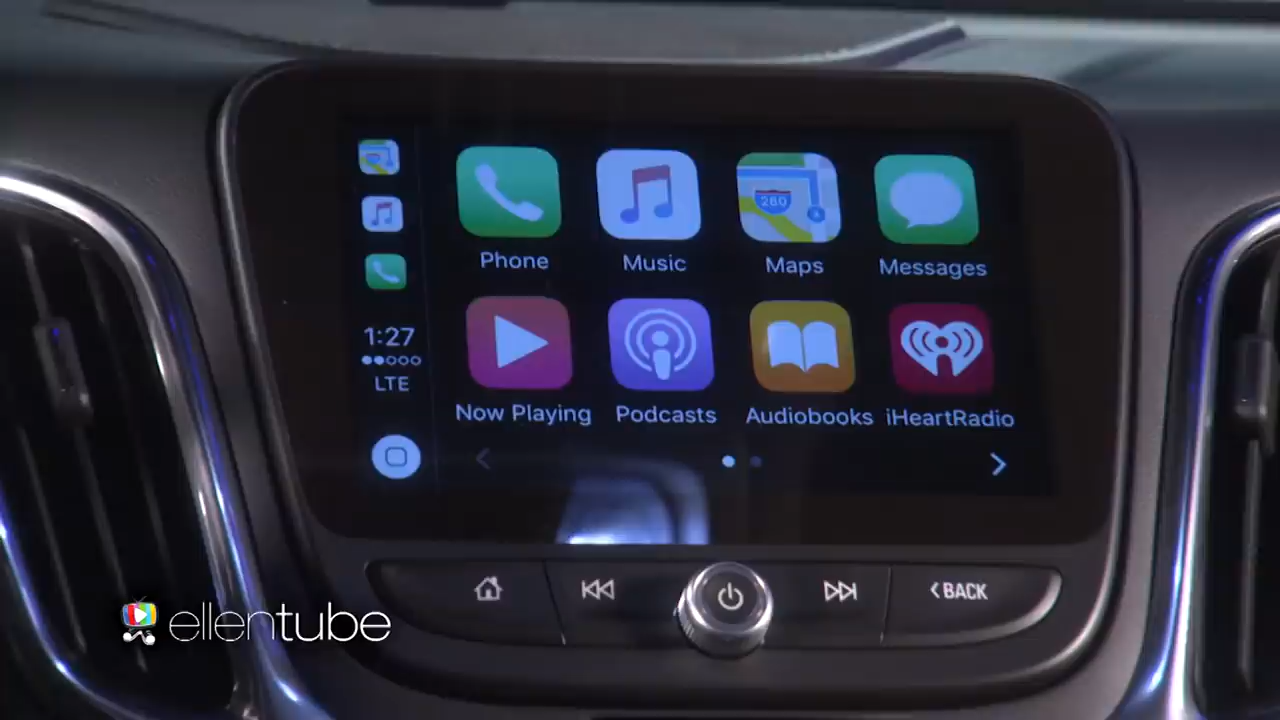 280
Phone
Music
Maps
Messages
1:27
LTE
Now Playing
Podcasts
Audiobooks
iHeartRadio
BACK
ellentube